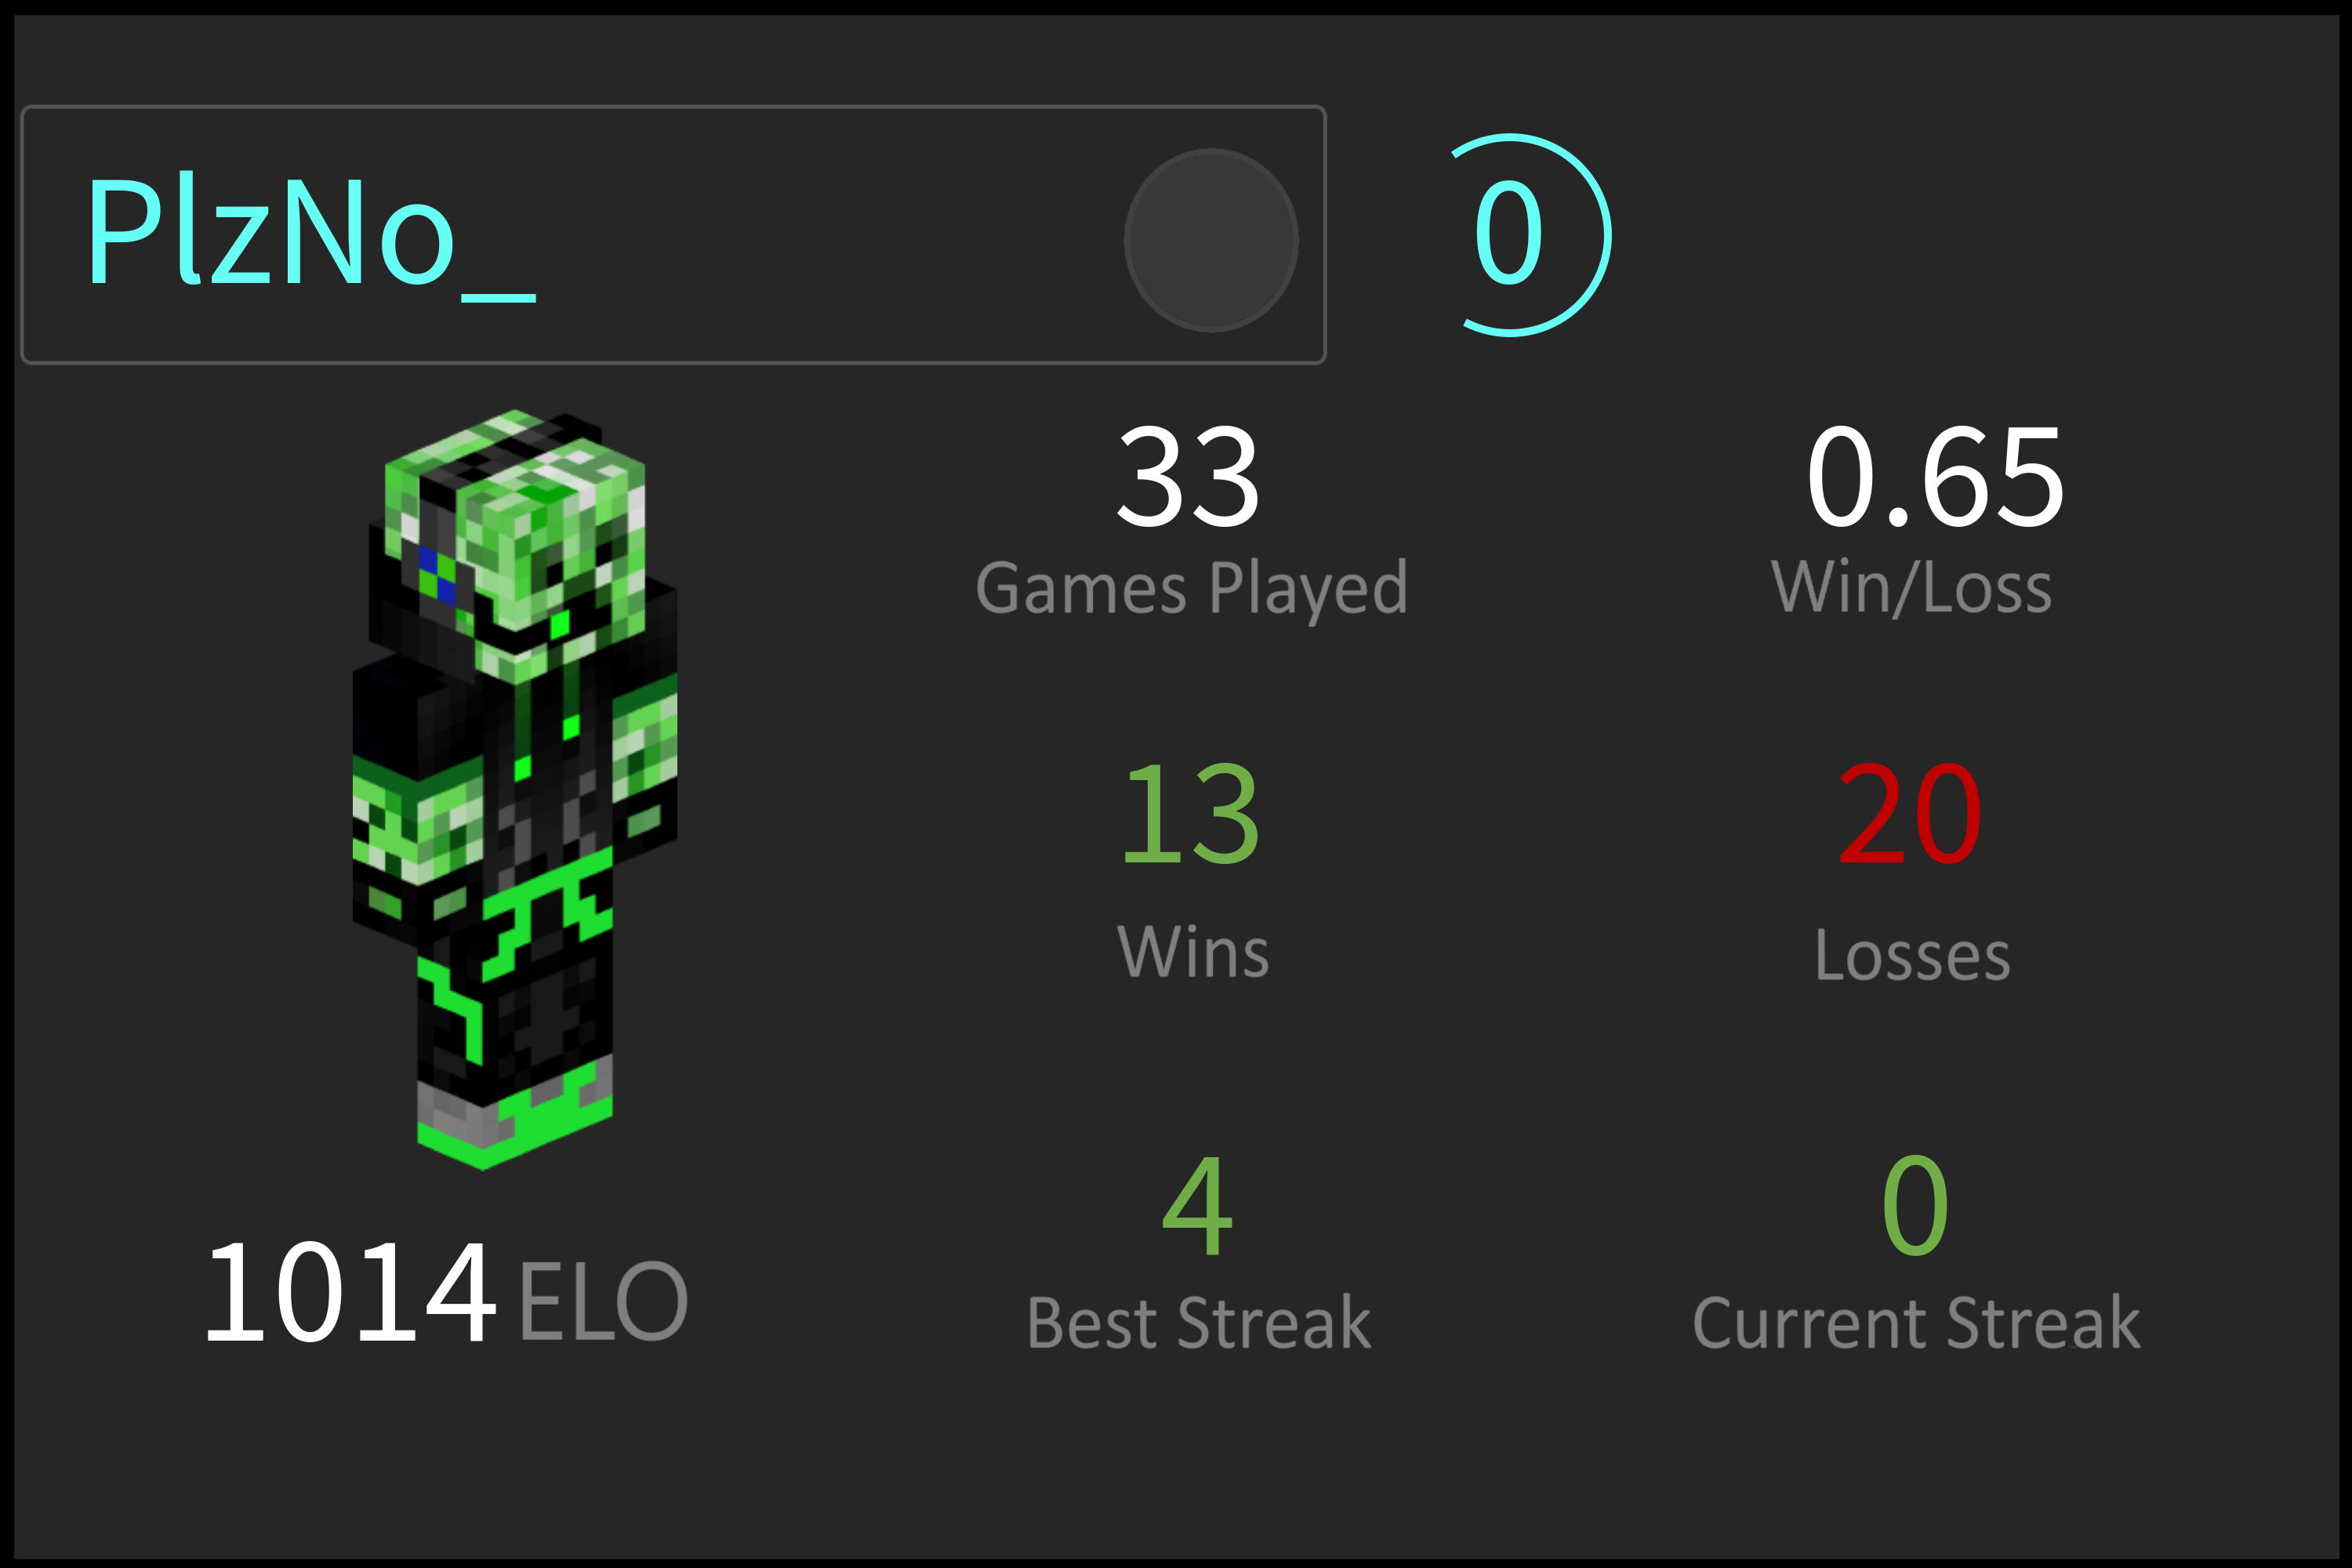 PlzNo_
0
33
0.65
Games Played
Win/Loss
13
20
Wins
Losses
4
0
Best Streak
Current Streak
1014 ELO